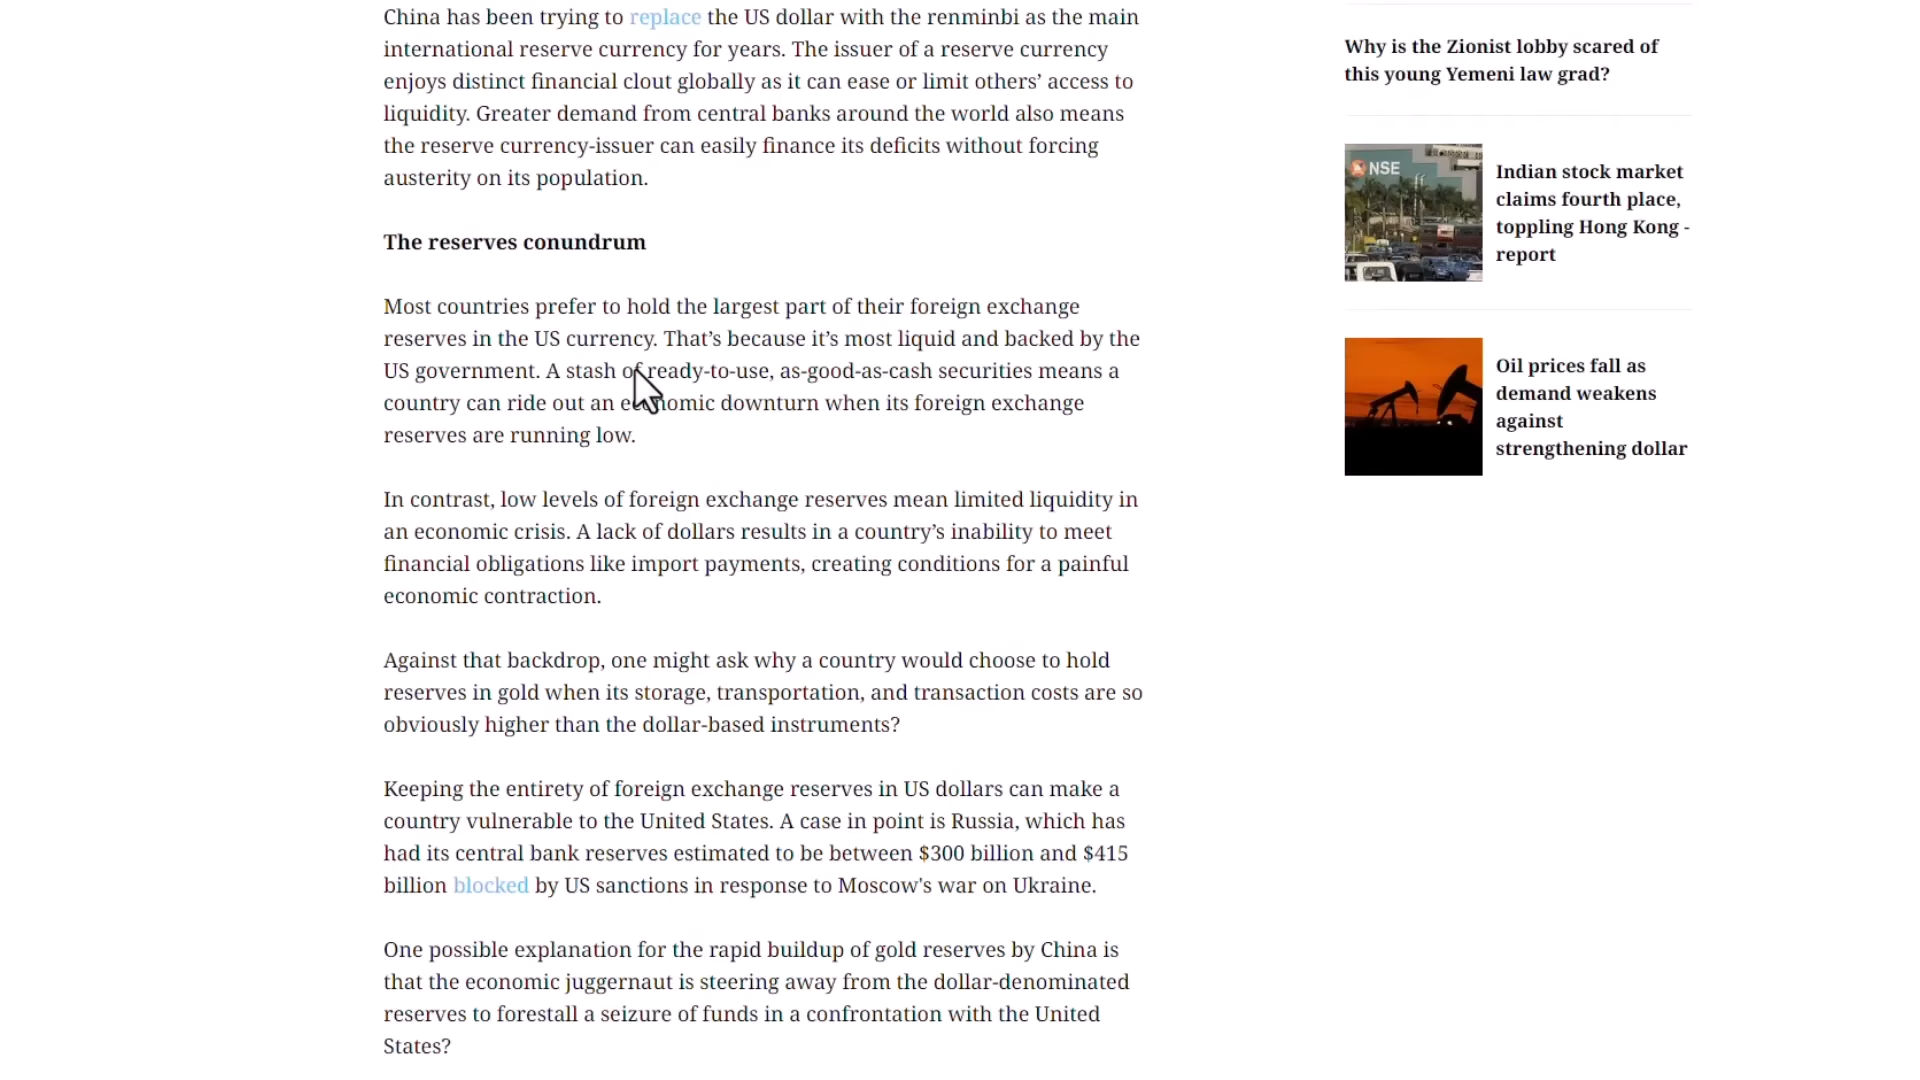 China has been trying to replace the US dollar with the renminbi as the main
international reserve currency for years. The issuer of a reserve currency
enjoys distinct financial clout globally as it can ease or limit others’ access to
liquidity. Greater demand from central banks around the world also means
the reserve currency-issuer can easily finance its deficits without forcing
austerity on its population.
The reserves conundrum
Most countries prefer to hold the largest part of their foreign exchange
reserves in the US currency. That’s because it’s most liquid and backed by the
US government. A stash of ready-to-use, as-good-as-cash securities means a
country can ride out an economic downturn when its foreign exchange
reserves are running low.
In contrast, low levels of foreign exchange reserves mean limited liquidity in
an economic crisis. A lack of dollars results in a country’s inability to meet
financial obligations like import payments, creating conditions for a painful
economic contraction.
Against that backdrop, one might ask why a country would choose to hold
reserves in gold when its storage, transportation, and transaction costs are so
obviously higher than the dollar-based instruments?
Keeping the entirety of foreign exchange reserves in US dollars can make a
country vulnerable to the United States. A case in point is Russia, which has
had its central bank reserves estimated to be between $300 billion and $415
billion blocked by US sanctions in response to Moscow's war on Ukraine.
One possible explanation for the rapid buildup of gold reserves by China is
that the economic juggernaut is steering away from the dollar-denominated
reserves to forestall a seizure of funds in a confrontation with the United
States?
Why is the Zionist lobby scared of
this young Yemeni law grad?
NSE
Indian stock market
claims fourth place,
toppling Hong Kong -
report
Oil prices fall as
demand weakens
against
strengthening dollar